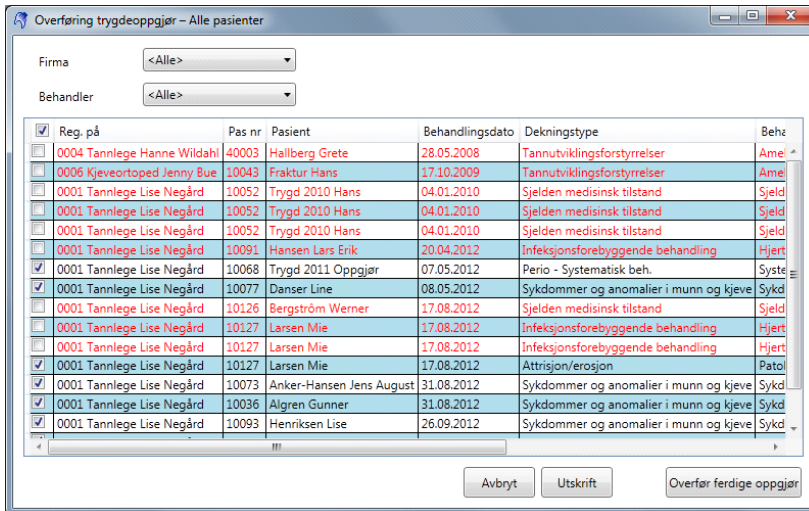 Overføring trygdeoppgjør – Alle pasienter
Firma <Alle>
Behandler <Alle>
Reg. på Pas nr Pasient Behandlingsdato Dekningstype Beha
0004 Tannlege Hanne Wildahl 40003 Hallberg Grete 28.05.2008 Tannutviklingsforstyrrelser Amel
0006 Kjeveortoped Jenny Bue 10043 Fraktur Hans 17.10.2009 Tannutviklingsforstyrrelser Amel
0001 Tannlege Lise Negård 10052 Trygd 2010 Hans 04.01.2010 Sjelden medisinsk tilstand Sjeld
0001 Tannlege Lise Negård 10052 Trygd 2010 Hans 04.01.2010 Sjelden medisinsk tilstand Sjeld
0001 Tannlege Lise Negård 10052 Trygd 2010 Hans 04.01.2010 Sjelden medisinsk tilstand Sjeld
0001 Tannlege Lise Negård 10091 Hansen Lars Erik 20.04.2012 Infeksjonsforebyggende behandling Hjert
0001 Tannlege Lise Negård 10068 Trygd 2011 Oppgjør 07.05.2012 Perio - Systematisk beh. Syste
0001 Tannlege Lise Negård 10077 Danser Line 08.05.2012 Sykdommer og anomalier i munn og kjeve Sykd
0001 Tannlege Lise Negård 10126 Bergström Werner 17.08.2012 Sjelden medisinsk tilstand Sjeld
0001 Tannlege Lise Negård 10127 Larsen Mie 17.08.2012 Infeksjonsforebyggende behandling Hjert
0001 Tannlege Lise Negård 10127 Larsen Mie 17.08.2012 Infeksjonsforebyggende behandling Hjert
0001 Tannlege Lise Negård 10127 Larsen Mie 17.08.2012 Attrisjon/erosjon Patol
0001 Tannlege Lise Negård 10073 Anker-Hansen Jens August 31.08.2012 Sykdommer og anomalier i munn og kjeve Sykd
0001 Tannlege Lise Negård 10036 Algren Gunner 31.08.2012 Sykdommer og anomalier i munn og kjeve Sykd
0001 Tannlege Lise Negård 10093 Henriksen Lise 26.09.2012 Sykdommer og anomalier i munn og kjeve Sykd
Avbryt Utskrift Overfør ferdige oppgjør